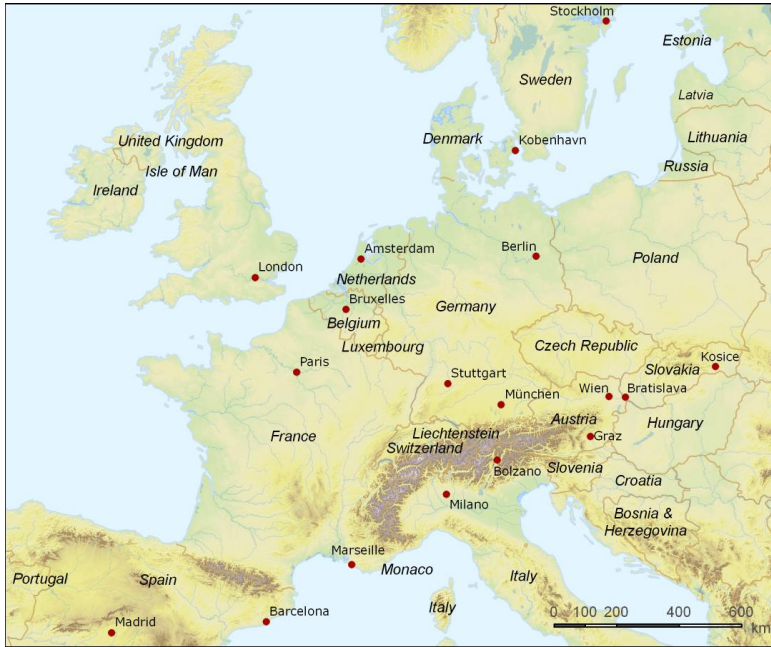 Stockholm
Estonia
Sweden
Latvia
United Kingdom
Denmark
Kobenhavn
Lithuania
Isle of Man
Russia
Ireland
Amsterdam
Berlin
Poland
London
Netherlands
Bruxelles
Germany
Belgium
Luxembourg
Czech Republic
Paris
Kosice
Slovakia
Stuttgart
München
Wien
Bratislava
Austria
Hungary
France
Liechtenstein
Graz
Switzerland
Bolzano
Slovenia
Croatia
Milano
Bosnia &
Herzegovina
Marseille
Monaco
Portugal
Spain
Italy
Italy
Barcelona
Madrid
0 100 200 400 600
km